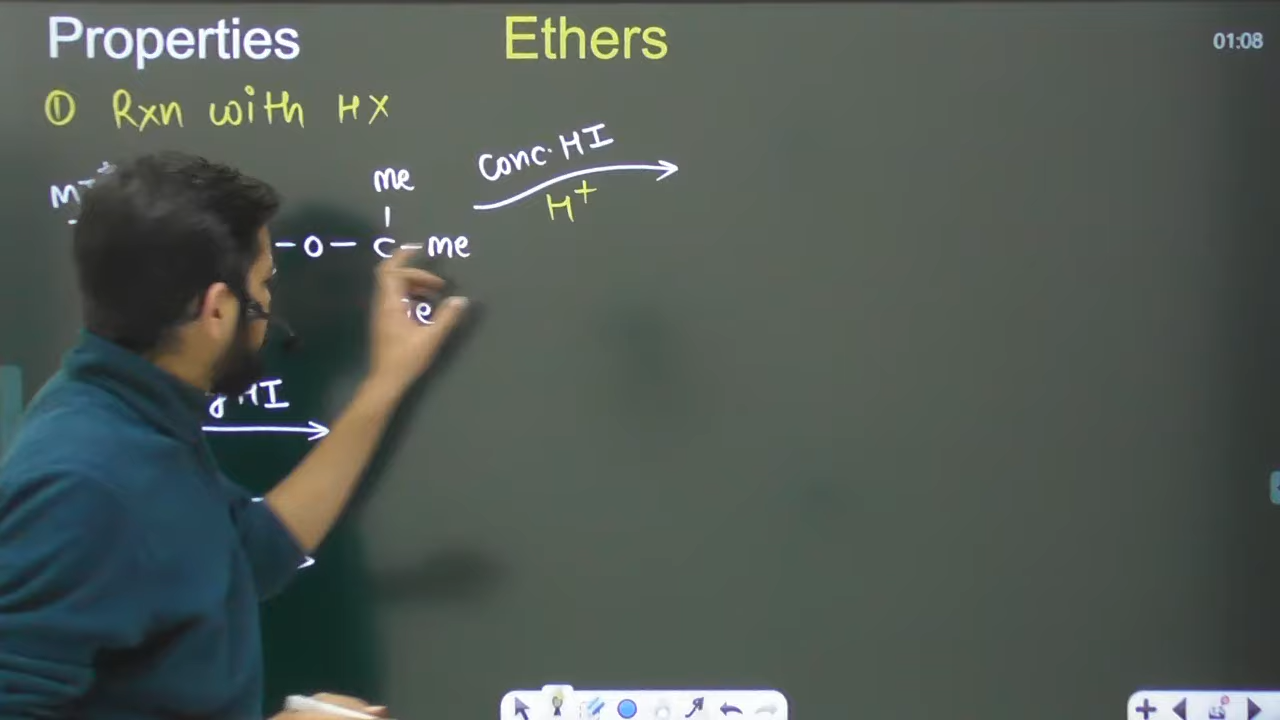 Properties
Ethers
01:08
① Rxn with HX
Conc. HI
H⁺
Me
-O-C-Me
HI